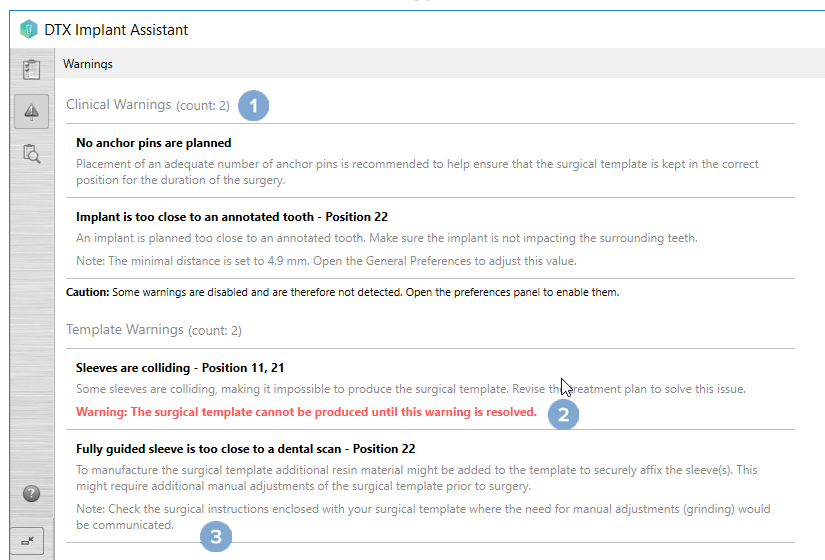 DTX Implant Assistant
Warnings
Clinical Warnings (count: 2) 1
No anchor pins are planned
Placement of an adequate number of anchor pins is recommended to help ensure that the surgical template is kept in the correct
position for the duration of the surgery.
Implant is too close to an annotated tooth - Position 22
An implant is planned too close to an annotated tooth. Make sure the implant is not impacting the surrounding teeth.
Note: The minimal distance is set to 4.9 mm. Open the General Preferences to adjust this value.
Caution: Some warnings are disabled and are therefore not detected. Open the preferences panel to enable them.
Template Warnings (count: 2)
Sleeves are colliding - Position 11, 21
Some sleeves are colliding, making it impossible to produce the surgical template. Revise the treatment plan to solve this issue.
Warning: The surgical template cannot be produced until this warning is resolved. 2
Fully guided sleeve is too close to a dental scan - Position 22
To manufacture the surgical template additional resin material might be added to the template to securely affix the sleeve(s). This
might require additional manual adjustments of the surgical template prior to surgery.
Note: Check the surgical instructions enclosed with your surgical template where the need for manual adjustments (grinding) would
be communicated. 3
?